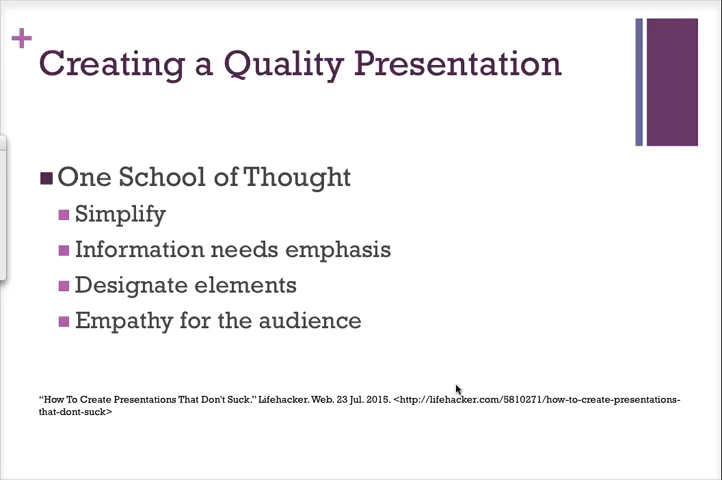 +
Creating a Quality Presentation
One School of Thought
Simplify
Information needs emphasis
Designate elements
Empathy for the audience
“How To Create Presentations That Don't Suck.” Lifehacker. Web. 23 Jul. 2015. <http://lifehacker.com/5810271/how-to-create-presentations-
that-dont-suck>